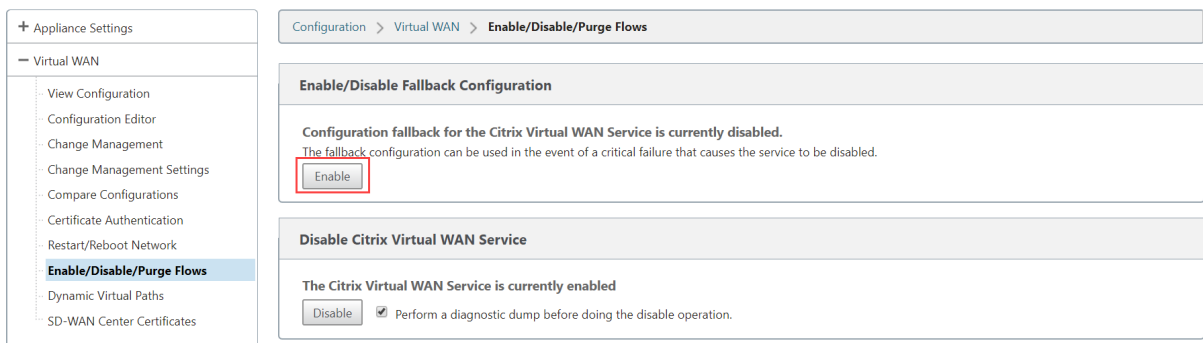 + Appliance Settings
− Virtual WAN
View Configuration
Configuration Editor
Change Management
Change Management Settings
Compare Configurations
Certificate Authentication
Restart/Reboot Network
Enable/Disable/Purge Flows
Dynamic Virtual Paths
SD-WAN Center Certificates
Configuration > Virtual WAN > Enable/Disable/Purge Flows
Enable/Disable Fallback Configuration
Configuration fallback for the Citrix Virtual WAN Service is currently disabled.
The fallback configuration can be used in the event of a critical failure that causes the service to be disabled.
Enable
Disable Citrix Virtual WAN Service
The Citrix Virtual WAN Service is currently enabled
Disable Perform a diagnostic dump before doing the disable operation.